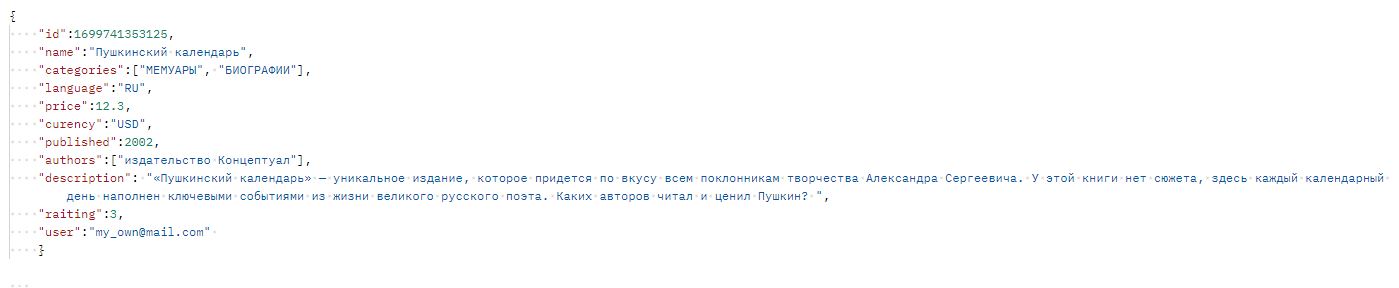 {
"id":1699741353125,
"name":"Пушкинский календарь",
"categories":["МЕМУАРЫ", "БИОГРАФИИ"],
"language":"RU",
"price":12.3,
"curency":"USD",
"published":2002,
"authors":["издательство Концептуал"],
"description": "«Пушкинский календарь» — уникальное издание, которое придется по вкусу всем поклонникам творчества Александра Сергеевича. У этой книги нет сюжета, здесь каждый календарный
день наполнен ключевыми событиями из жизни великого русского поэта. Каких авторов читал и ценил Пушкин? ",
"raiting":3,
"user":"my_own@mail.com"
}